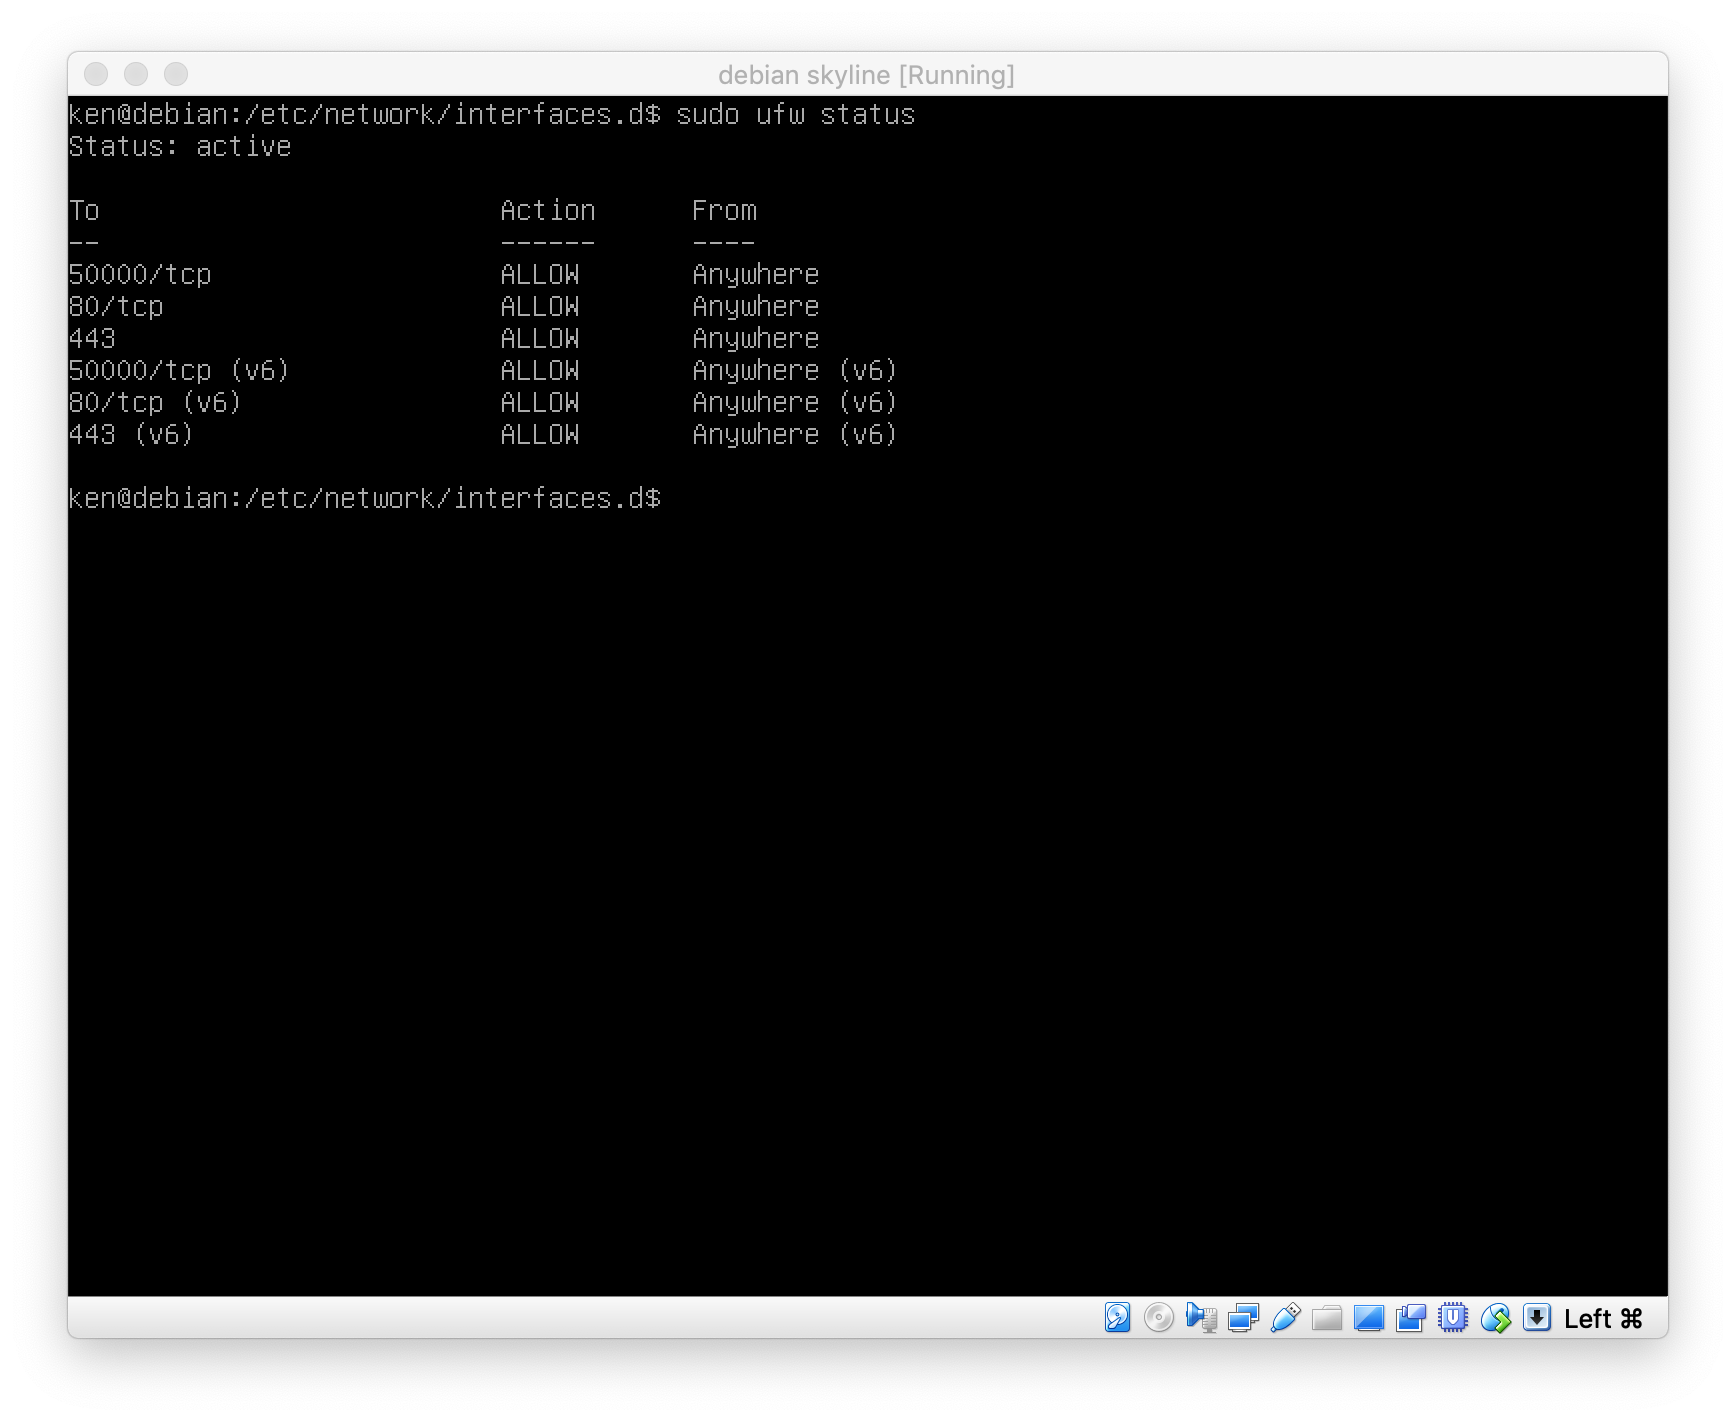 debian skyline [Running]
ken@debian:/etc/network/interfaces.d$ sudo ufw status
Status: active
To                         Action      From
--                         ------      ----
50000/tcp                  ALLOW       Anywhere
80/tcp                     ALLOW       Anywhere
443                        ALLOW       Anywhere
50000/tcp (v6)             ALLOW       Anywhere (v6)
80/tcp (v6)                ALLOW       Anywhere (v6)
443 (v6)                   ALLOW       Anywhere (v6)
ken@debian:/etc/network/interfaces.d$
Left ⌘